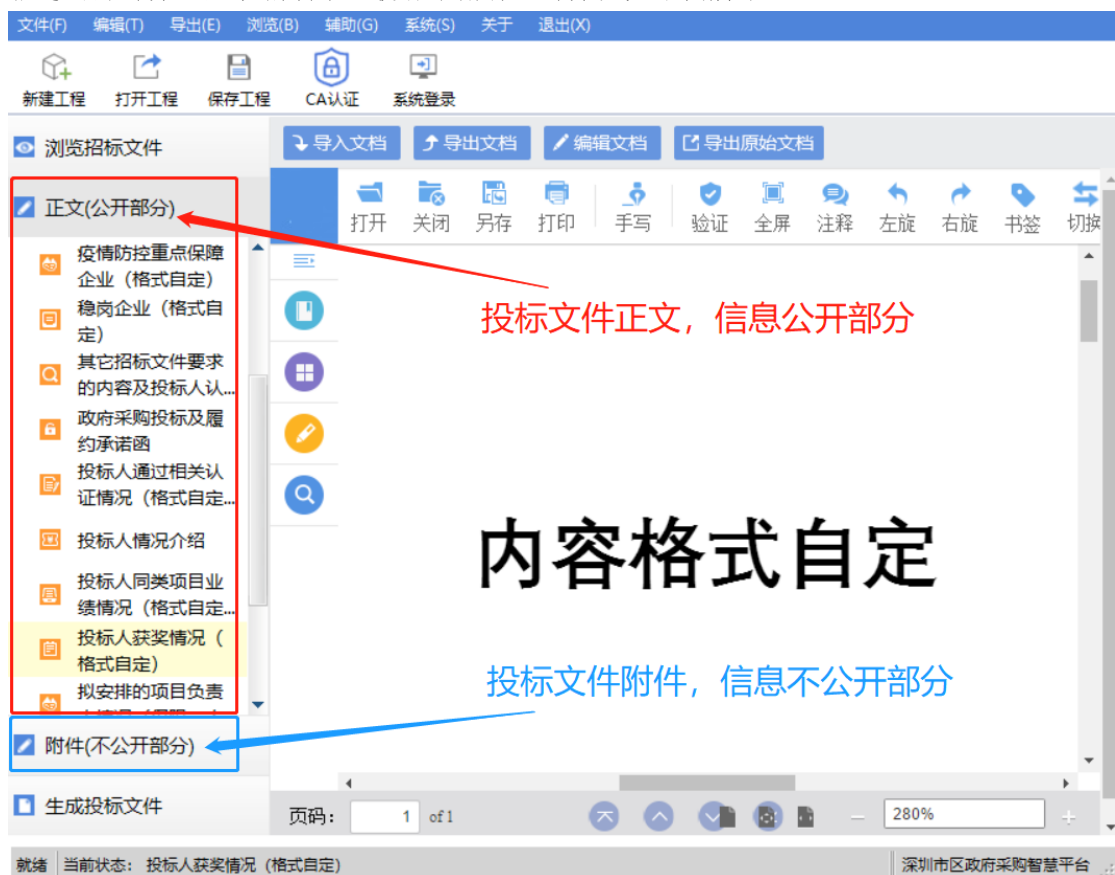 文件(F) 编辑(T) 导出(E) 浏览(B) 辅助(G) 系统(S) 关于 退出(X)
新建工程 打开工程 保存工程 CA认证 系统登录
浏览招标文件
导入文档 导出文档 编辑文档 导出原始文档
正文(公开部分)
打开 关闭 另存 打印 手写 验证 全屏 注释 左旋 右旋 书签 切换
疫情防控重点保障
企业（格式自定）
稳岗企业（格式自
定）
其它招标文件要求
的内容及投标人认...
政府采购投标及履
约承诺函
投标人通过相关认
证情况（格式自定...
投标人情况介绍
投标人同类项目业
绩情况（格式自定...
投标人获奖情况（
格式自定）
拟安排的项目负责
投标文件正文，信息公开部分
内容格式自定
投标文件附件，信息不公开部分
附件(不公开部分)
生成投标文件
页码： 1 of 1 280%
就绪 当前状态：投标人获奖情况（格式自定） 深圳市区政府采购智慧平台